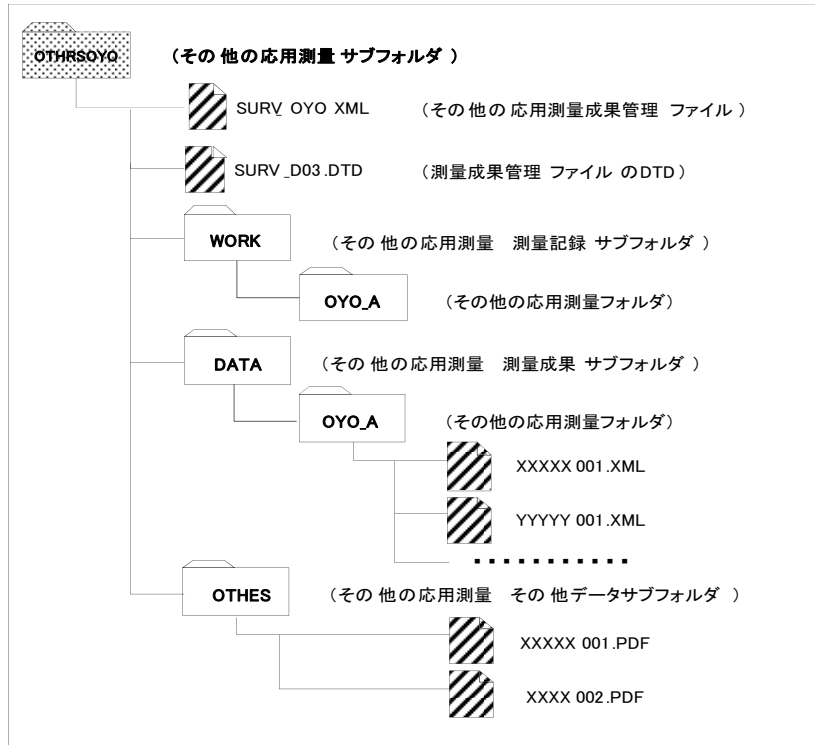 OTHRSOYO （その他の応用測量 サブフォルダ ）
SURV_ OYO XML （その他の応用測量成果管理 ファイル ）
SURV _D03 .DTD （測量成果管理 ファイル のDTD ）
WORK （その他の応用測量 測量記録 サブフォルダ ）
OYO_A （その他の応用測量フォルダ）
DATA （その他の応用測量 測量成果 サブフォルダ ）
OYO_A （その他の応用測量フォルダ）
XXXXX 001 .XML
YYYYY 001 .XML
・・・・・・・・・・・
OTHES （その他の応用測量 その他データサブフォルダ ）
XXXXX 001 .PDF
XXXX 002 .PDF